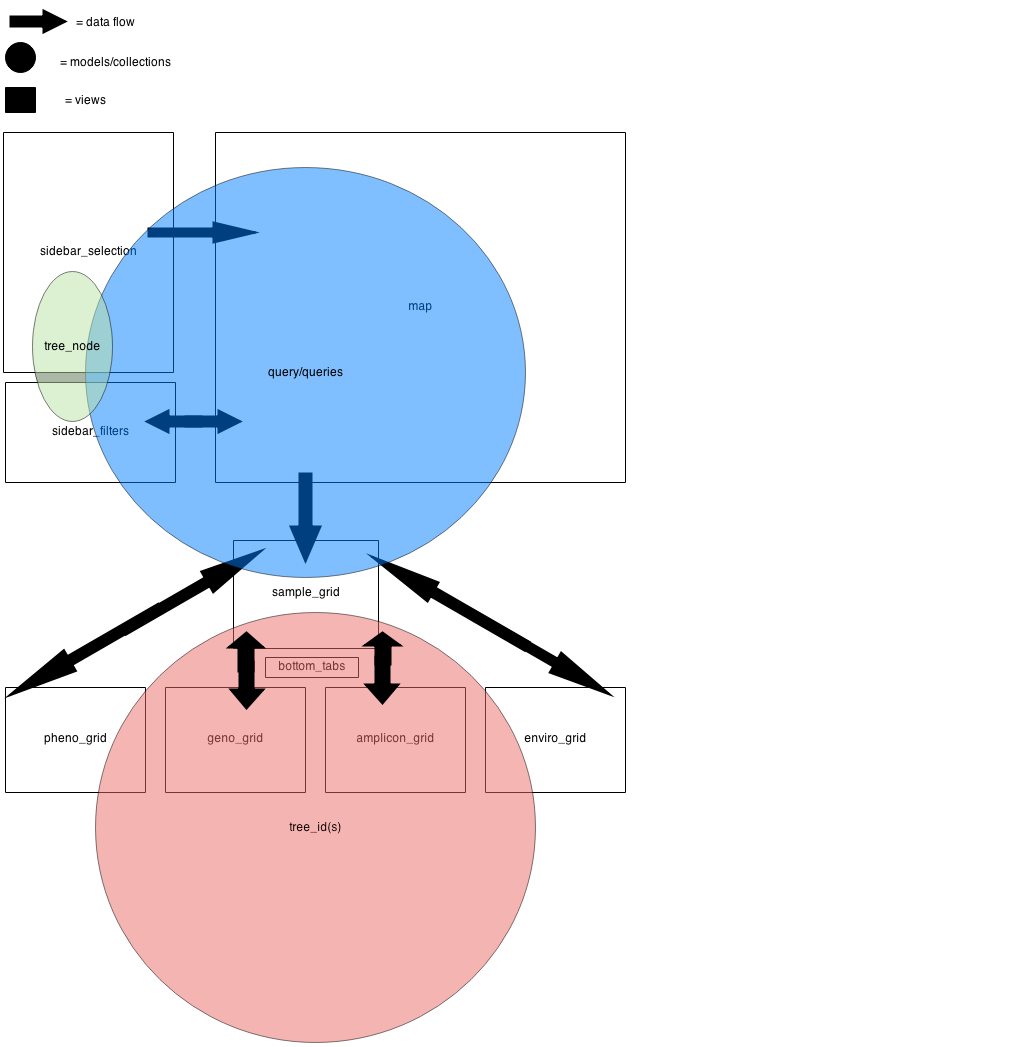 = data flow
= models/collections
= views
sidebar_selection
map
tree_node
query/queries
sidebar_filters
sample_grid
bottom_tabs
pheno_grid
geno_grid
amplicon_grid
enviro_grid
tree_id(s)